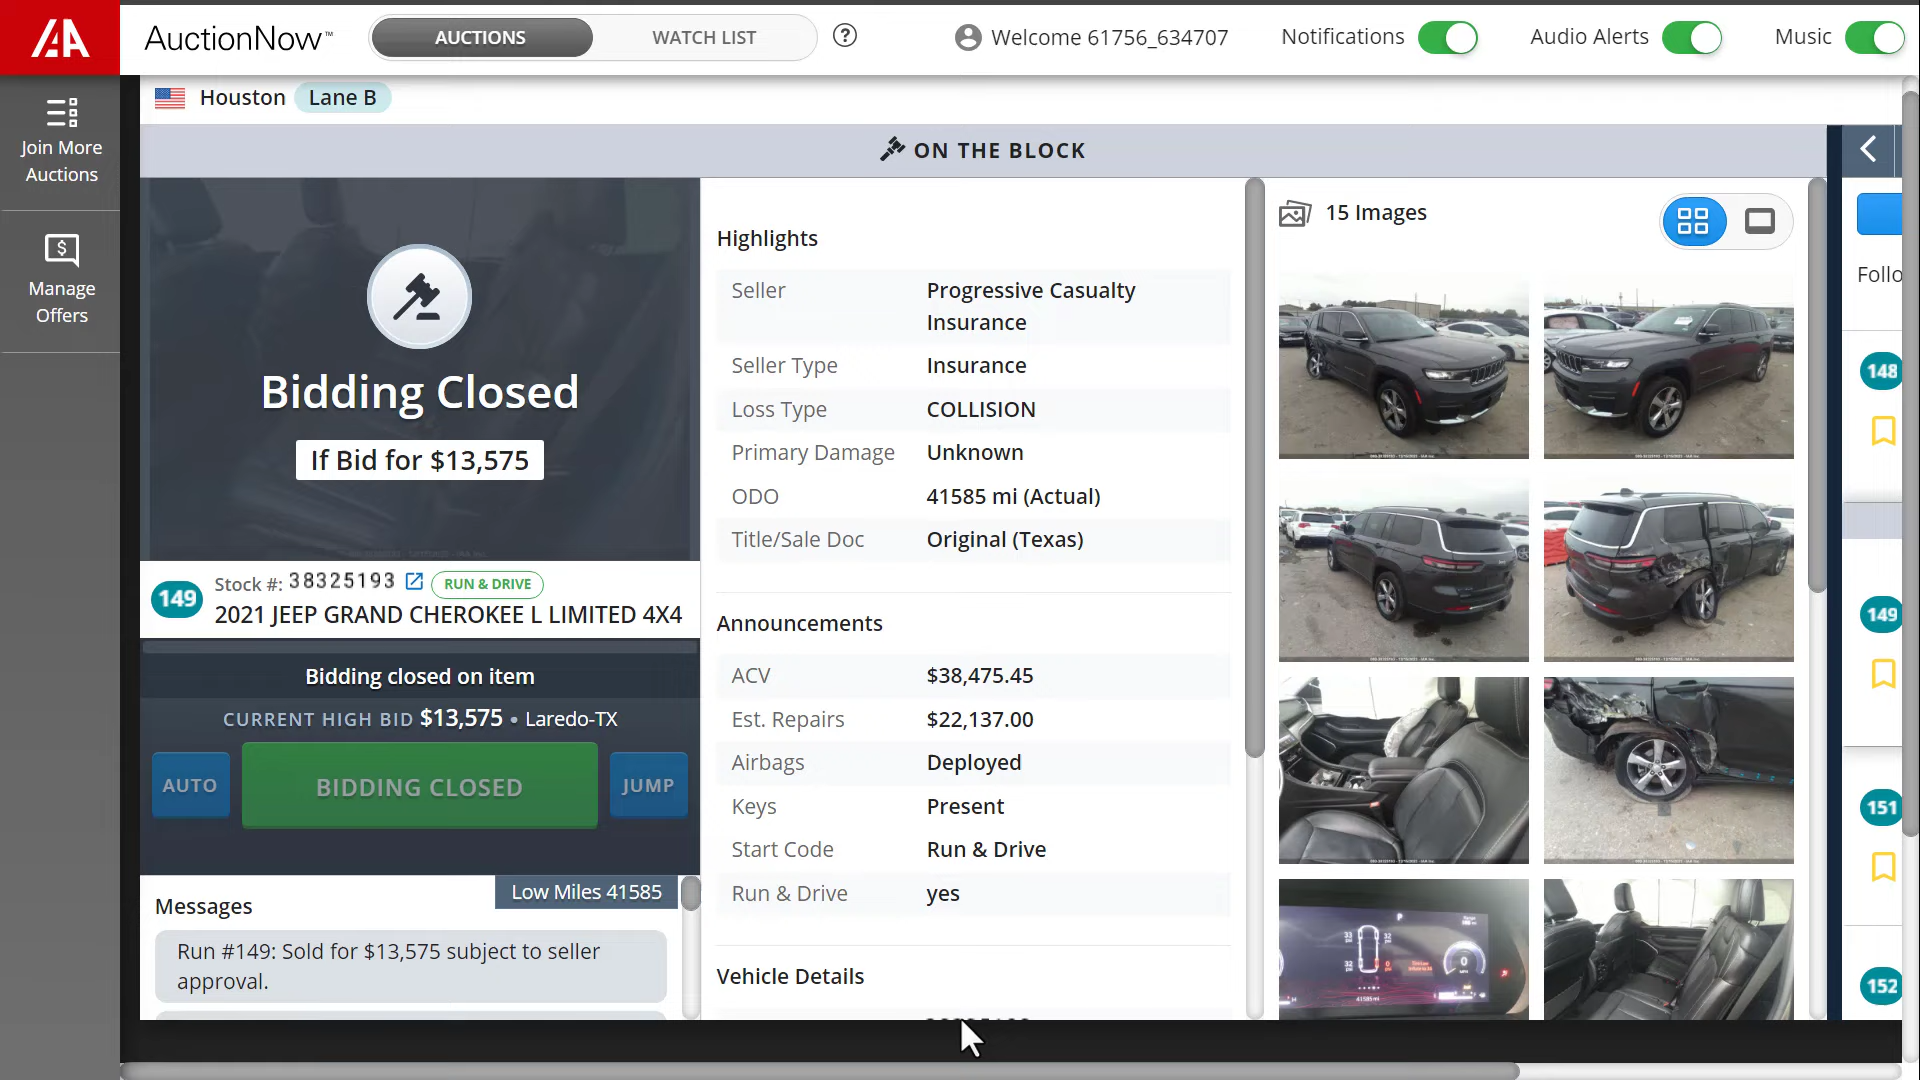 IAA
AuctionNow™
AUCTIONS
WATCH LIST
?
Welcome 61756_634707
Notifications
Audio Alerts
Music
Join More
Auctions
Manage
Offers
Houston
Lane B
ON THE BLOCK
Bidding Closed
If Bid for $13,575
149
Stock #: 38325193
RUN & DRIVE
2021 JEEP GRAND CHEROKEE L LIMITED 4X4
Bidding closed on item
CURRENT HIGH BID $13,575 • Laredo-TX
AUTO
BIDDING CLOSED
JUMP
Low Miles 41585
Messages
Run #149: Sold for $13,575 subject to seller
approval.
Highlights
Seller Progressive Casualty
Insurance
Seller Type Insurance
Loss Type COLLISION
Primary Damage Unknown
ODO 41585 mi (Actual)
Title/Sale Doc Original (Texas)
Announcements
ACV $38,475.45
Est. Repairs $22,137.00
Airbags Deployed
Keys Present
Start Code Run & Drive
Run & Drive yes
Vehicle Details
15 Images
Follo
148
149
151
152